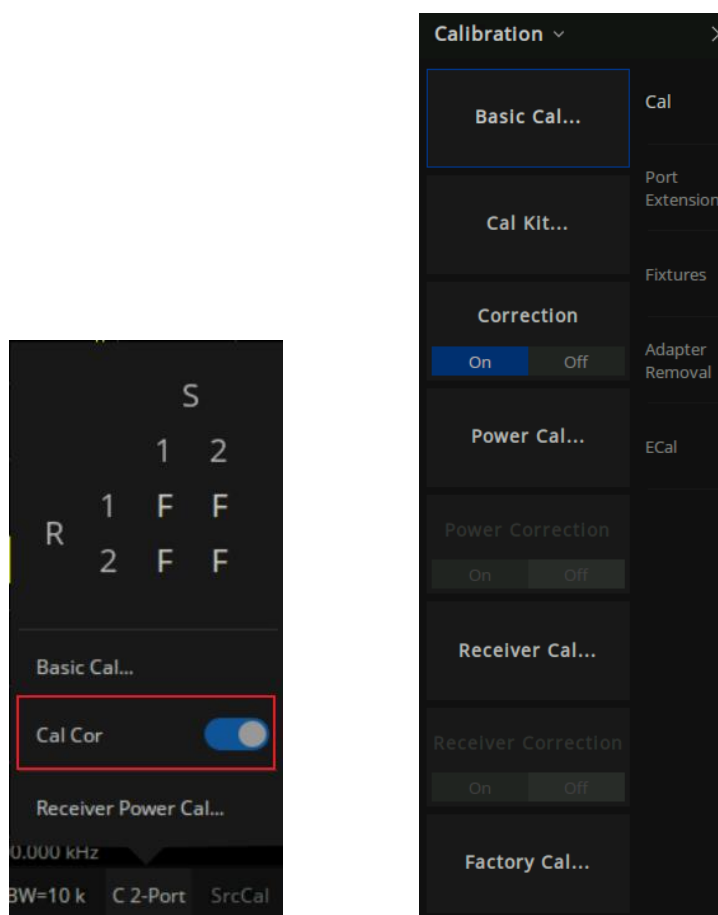 S
1 2
R 1 F F
2 F F
Basic Cal...
Cal Cor
Receiver Power Cal...
0.000 kHz
BW=10 k C 2-Port SrcCal
Calibration
Basic Cal...
Cal Kit...
Correction
On Off
Power Cal...
Power Correction
On Off
Receiver Cal...
Receiver Correction
On Off
Factory Cal...
Cal
Port
Extension
Fixtures
Adapter
Removal
ECal